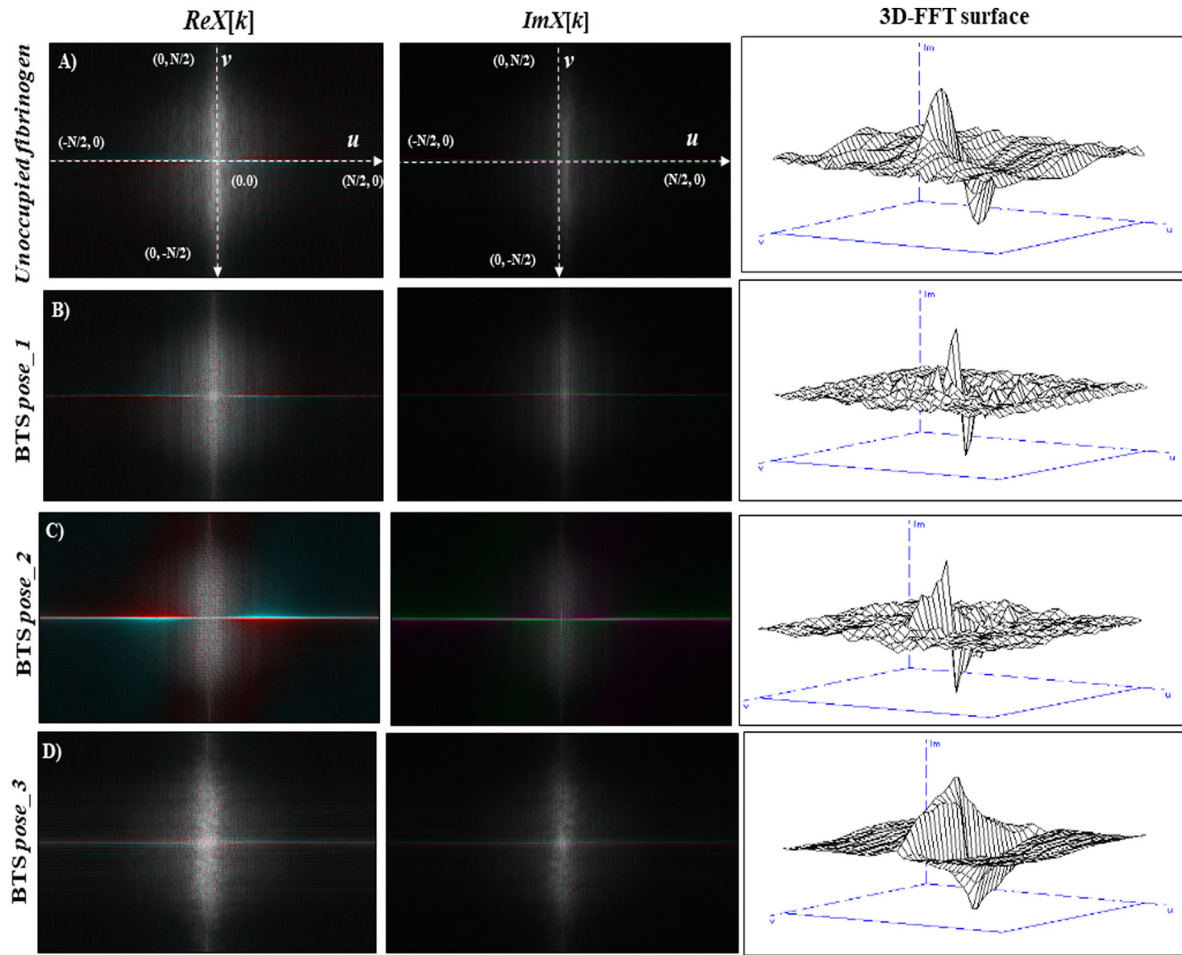 ReX[k]
ImX[k]
3D-FFT surface
Unoccupied fibrinogen
A)
(0, N/2)
v
(-N/2, 0)
u
(0.0)
(N/2, 0)
(0, -N/2)
(0, N/2)
v
(-N/2, 0)
u
(N/2, 0)
(0, -N/2)
Im
v
u
BTS pose_1
B)
Im
v
u
BTS pose_2
C)
Im
v
u
BTS pose_3
D)
Im
v
u